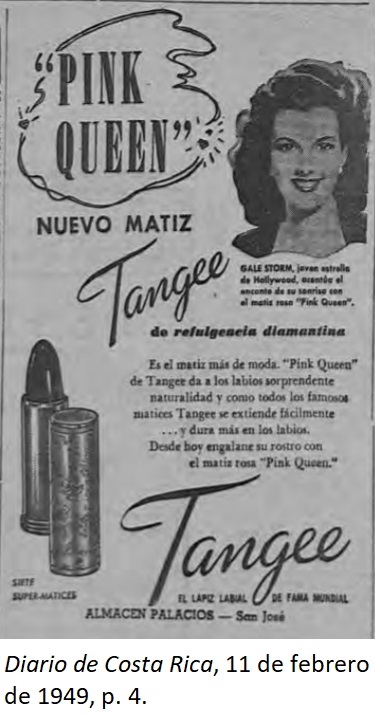 "PINK
QUEEN"
NUEVO MATIZ
Tangee
GALE STORM, joven estrella
de Hollywood, acentúa el
encanto de su sonrisa con
el matiz rosa "Pink Queen".
de refulgencia diamantina
Es el matiz más de moda. "Pink Queen"
de Tangee da a los labios sorprendente
naturalidad y como todos los famosos
matices Tangee se extiende fácilmente
...y dura más en los labios.
Desde hoy engalane su rostro con
el matiz rosa "Pink Queen."
Tangee
SIETE
SUPER-MATICES
EL LAPIZ LABIAL DE FAMA MUNDIAL
ALMACEN PALACIOS — San José
Diario de Costa Rica, 11 de febrero
de 1949, p. 4.